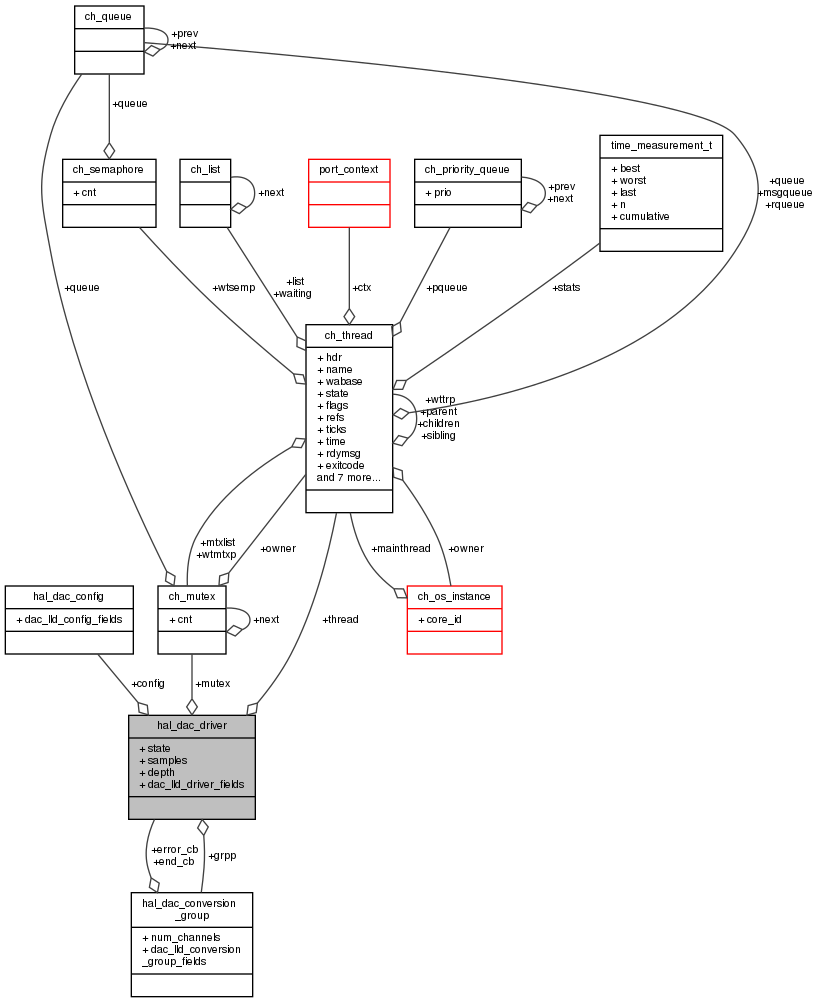 ch_queue
+prev
+next
+queue
time_measurement_t
+ best
+ worst
+ last
+ n
+ cumulative
ch_semaphore
+ cnt
ch_list
+next
port_context
ch_priority_queue
+ prio
+prev
+next
+queue
+msgqueue
+rqueue
+queue
+wtsemp
+list
+waiting
+ctx
+pqueue
+stats
ch_thread
+ hdr
+ name
+ wabase
+ state
+ flags
+ refs
+ ticks
+ time
+ rdymsg
+ exitcode
and 7 more...
+wttrp
+parent
+children
+sibling
+mtxlist
+wtmtxp
+owner
+mainthread
+owner
hal_dac_config
+ dac_lld_config_fields
ch_mutex
+ cnt
+next
+thread
ch_os_instance
+ core_id
+config
+mutex
hal_dac_driver
+ state
+ samples
+ depth
+ dac_lld_driver_fields
+error_cb
+end_cb
+grpp
hal_dac_conversion
_group
+ num_channels
+ dac_lld_conversion
_group_fields